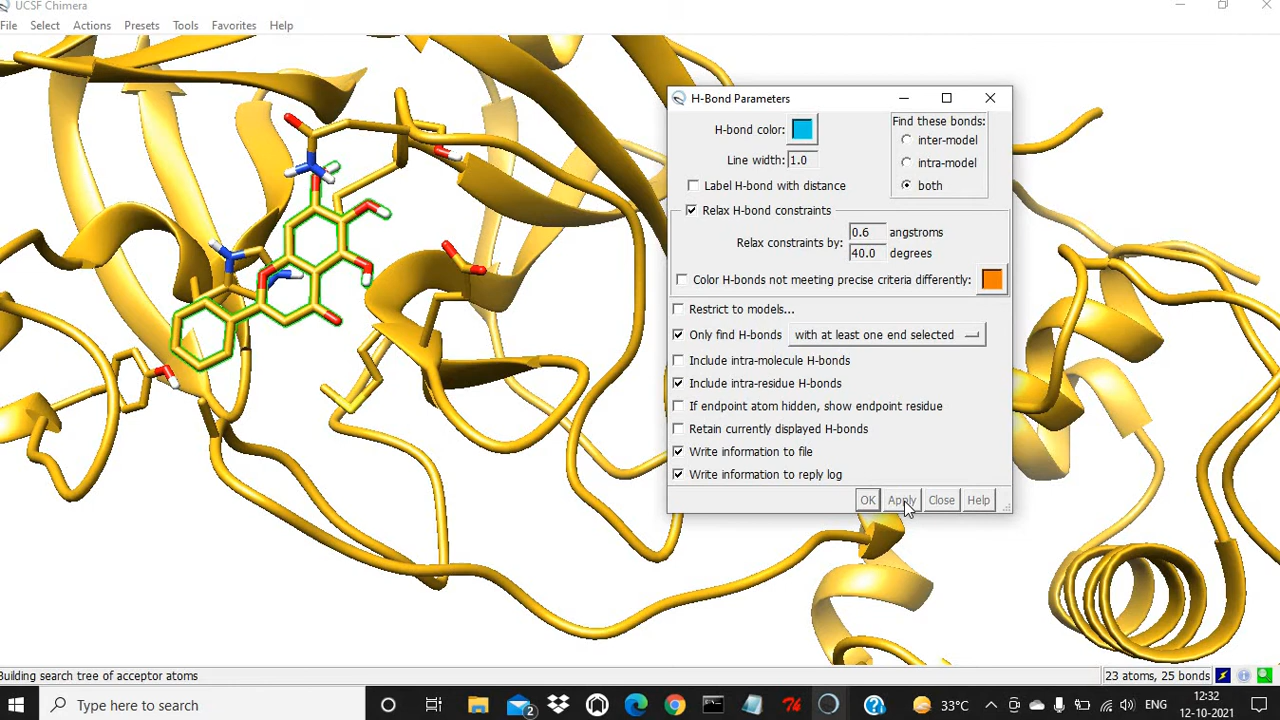 UCSF Chimera
File Select Actions Presets Tools Favorites Help
H-Bond Parameters
H-bond color:
Line width: 1.0
Find these bonds:
inter-model
intra-model
both
Label H-bond with distance
Relax H-bond constraints
Relax constraints by:
0.6 angstroms
40.0 degrees
Color H-bonds not meeting precise criteria differently:
Restrict to models...
Only find H-bonds with at least one end selected
Include intra-molecule H-bonds
Include intra-residue H-bonds
If endpoint atom hidden, show endpoint residue
Retain currently displayed H-bonds
Write information to file
Write information to reply log
OK Apply Close Help
Building search tree of acceptor atoms
23 atoms, 25 bonds
Type here to search
2
33°C
ENG
12:32
12-10-2021